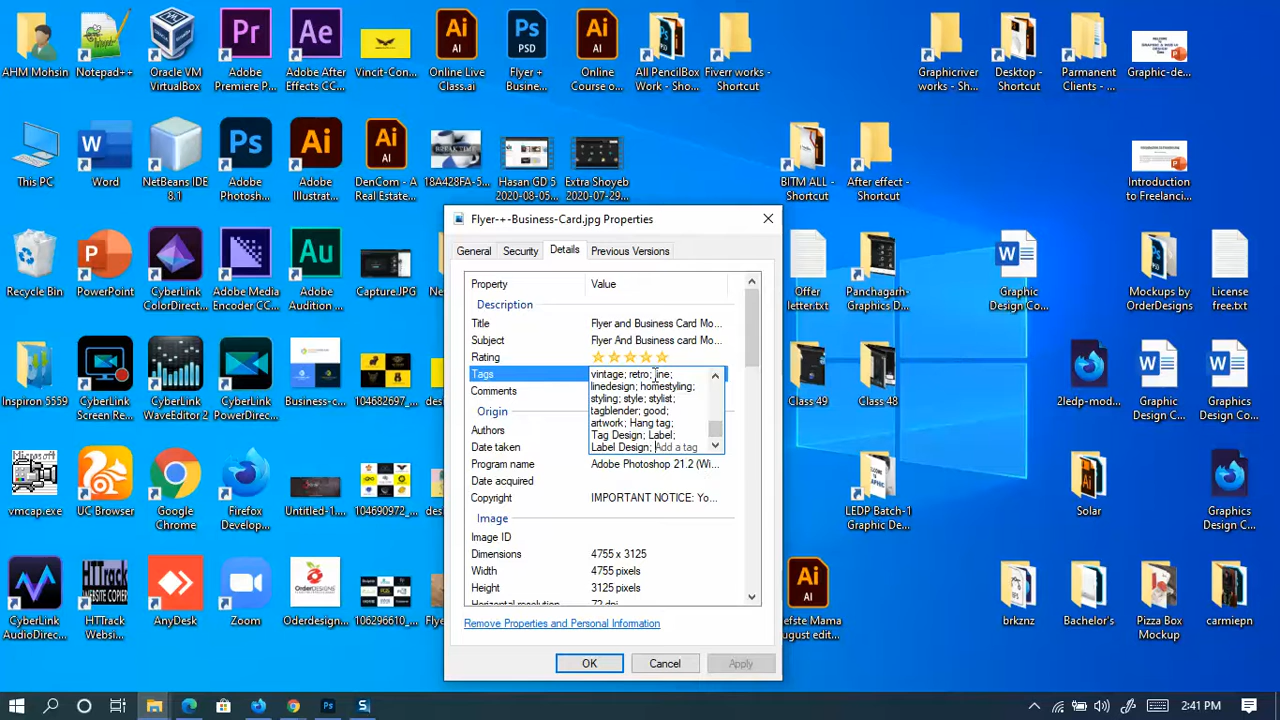 AHM Mohsin
Notepad++
Oracle VM
VirtualBox
Adobe
Premiere P...
Adobe After
Effects CC...
Vincit-Con...
Online Live
Class.ai
Flyer +
Busine...
Online
Course o...
All PencilBox
Work - Sho...
Fiverr works -
Shortcut
Graphicriver
works - Sh...
Desktop -
Shortcut
Parmanent
Clients - ...
Graphic-de...
This PC
Word
NetBeans IDE
8.1
Adobe
Photosh...
Adobe
Illustrat...
DenCom - A
Real Estate...
BREAK TIME
18A428FA-5...
Hasan GD 5
2020-08-05...
Extra Shoyeb
2020-07-29...
BITM ALL -
Shortcut
After effect -
Shortcut
Introduction
to Freelanci...
Recycle Bin
PowerPoint
CyberLink
ColorDirec...
Adobe Media
Encoder CC...
Adobe
Audition ...
Capture.JPG
Offer
letter.txt
Panchagarh-
Graphics D...
Graphic
Design Co...
Mockups by
OrderDesigns
License
free.txt
Inspiron 5559
CyberLink
Screen Re...
CyberLink
WaveEditor 2
CyberLink
PowerDirect...
Business-c...
104682697_...
Class 49
Class 48
2ledp-mod...
Graphic
Design C...
Graphics
Design C...
vmcap.exe
UC Browser
Google
Chrome
Firefox
Develop...
Untitled-1....
104690972_...
LEDP Batch-1
Graphic De...
Solar
Graphics
Design C...
CyberLink
AudioDirec...
HTTrack
Websi...
AnyDesk
Zoom
Oderdesign...
106296610_...
brkznz
Bachelor's
Pizza Box
Mockup
carmiepn
Flyer-+-Business-Card.jpg Properties
General
Security
Details
Previous Versions
Property
Value
Description
Title
Flyer and Business Card Mo...
Subject
Flyer And Business card Mo...
Rating
Tags
vintage; retro; line;
linedesign; homestyling;
styling; style; stylist;
tagblender; good;
artwork; Hang tag;
Tag Design; Label;
Label Design; Add a tag
Comments
Origin
Authors
Date taken
Program name
Adobe Photoshop 21.2 (Wi...
Date acquired
Copyright
IMPORTANT NOTICE: Yo...
Image
Image ID
Dimensions
4755 x 3125
Width
4755 pixels
Height
3125 pixels
Horizontal resolution
72 dpi
Remove Properties and Personal Information
OK
Cancel
Apply
2:41 PM